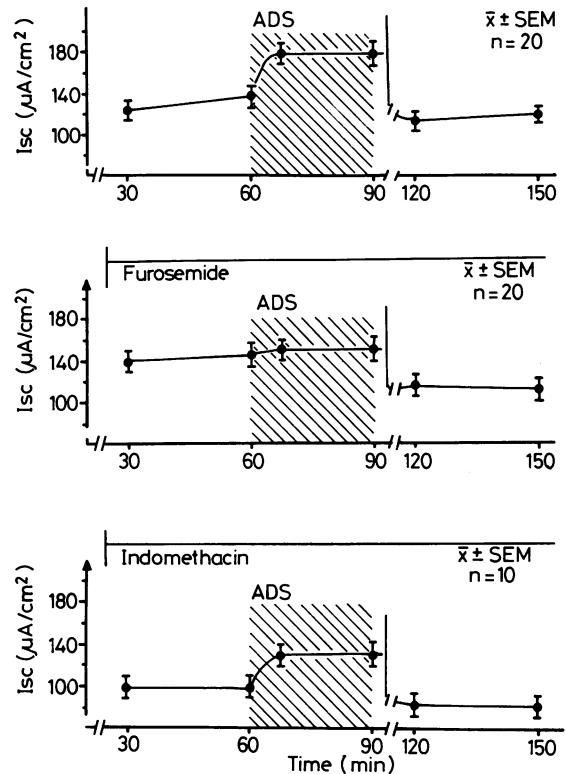 ADS
x̄ ± SEM
n=20
Isc (µA/cm²)
180
140
100
30
60
90
120
150
Furosemide
x̄ ± SEM
n=20
ADS
Isc (µA/cm²)
180
140
100
30
60
90
120
150
Indomethacin
x̄ ± SEM
n=10
ADS
Isc (µA/cm²)
180
140
100
30
60
90
120
150
Time (min)